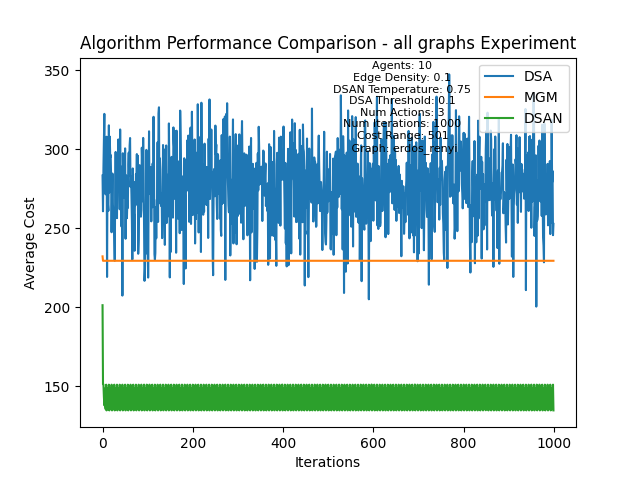 Algorithm Performance Comparison - all graphs Experiment
Agents: 10
Edge Density: 0.1
DSAN Temperature: 0.75
DSA Threshold: 0.1
Num Actions: 3
Num Iterations: 1000
Cost Range: 501
Graph: erdos_renyi
DSA
MGM
DSAN
350
300
250
200
150
Average Cost
0
200
400
600
800
1000
Iterations